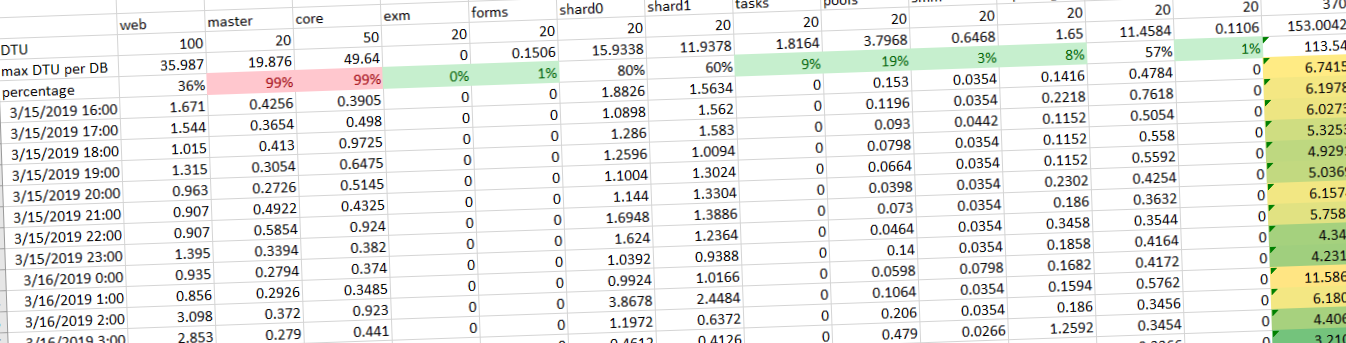 web master core exm forms shard0 shard1 tasks pools
DTU 100 20 50 20 20 20 20 20 20 20 20 20 20 370
max DTU per DB 35.987 19.876 49.64 0 0.1506 15.9338 11.9378 1.8164 3.7968 0.6468 1.65 11.4584 0.1106 153.0042
percentage 36% 99% 99% 0% 1% 80% 60% 9% 19% 3% 8% 57% 1% 113.54
3/15/2019 16:00 1.671 0.4256 0.3905 0 0 1.8826 1.5634 0 0.153 0.0354 0.1416 0.4784 0 6.7415
3/15/2019 17:00 1.544 0.3654 0.498 0 0 1.0898 1.562 0 0.1196 0.0354 0.2218 0.7618 0 6.1978
3/15/2019 18:00 1.015 0.413 0.9725 0 0 1.286 1.583 0 0.093 0.0442 0.1152 0.5054 0 6.0273
3/15/2019 19:00 1.315 0.3054 0.6475 0 0 1.2596 1.0094 0 0.0798 0.0354 0.1152 0.558 0 5.3253
3/15/2019 20:00 0.963 0.2726 0.5145 0 0 1.1004 1.3024 0 0.0664 0.0354 0.1152 0.5592 0 4.9291
3/15/2019 21:00 0.907 0.4922 0.4325 0 0 1.144 1.3304 0 0.0398 0.0354 0.2302 0.4254 0 5.0369
3/15/2019 22:00 0.907 0.5854 0.924 0 0 1.6948 1.3886 0 0.073 0.0354 0.186 0.3632 0 6.1574
3/15/2019 23:00 1.395 0.3394 0.382 0 0 1.624 1.2364 0 0.0464 0.0354 0.3458 0.3544 0 5.758
3/16/2019 0:00 0.935 0.2794 0.374 0 0 1.0392 0.9388 0 0.14 0.0354 0.1858 0.4164 0 4.34
3/16/2019 1:00 0.856 0.2926 0.3485 0 0 0.9924 1.0166 0 0.0598 0.0798 0.1682 0.4172 0 4.231
3/16/2019 2:00 3.098 0.372 0.923 0 0 3.8678 2.4484 0 0.1064 0.0354 0.1594 0.5762 0 11.586
3/16/2019 3:00 2.853 0.279 0.441 0 0 1.1972 0.6372 0 0.206 0.0354 0.186 0.3456 0 6.180
0.4612 0.4126 0 0.479 0.0266 1.2592 0.3454 0 4.406
3.210